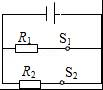 R₁ S₁
R₂ S₂